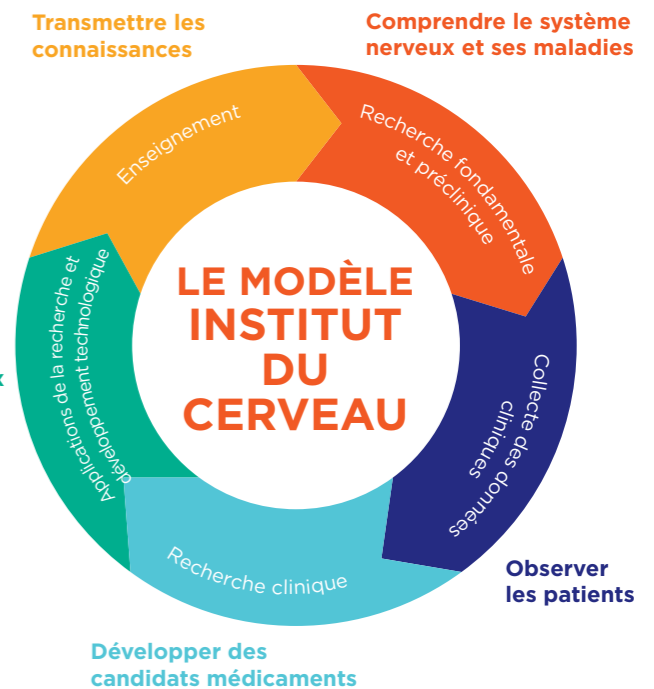 Transmettre les
connaissances
Comprendre le système
nerveux et ses maladies
Enseignement
Recherche fondamentale
et préclinique
LE MODÈLE
INSTITUT
DU
CERVEAU
Applications de la recherche et
développement technologique
Collecte des données
cliniques
x
Recherche clinique
Observer
les patients
Développer des
candidats médicaments